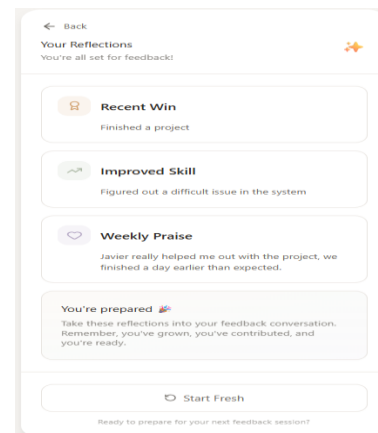 ← Back
Your Reflections
You're all set for feedback!
Recent Win
Finished a project
Improved Skill
Figured out a difficult issue in the system
Weekly Praise
Javier really helped me out with the project, we
finished a day earlier than expected.
You're prepared 🎉
Take these reflections into your feedback conversation.
Remember, you've grown, you've contributed, and
you're ready.
Start Fresh
Ready to prepare for your next feedback session?